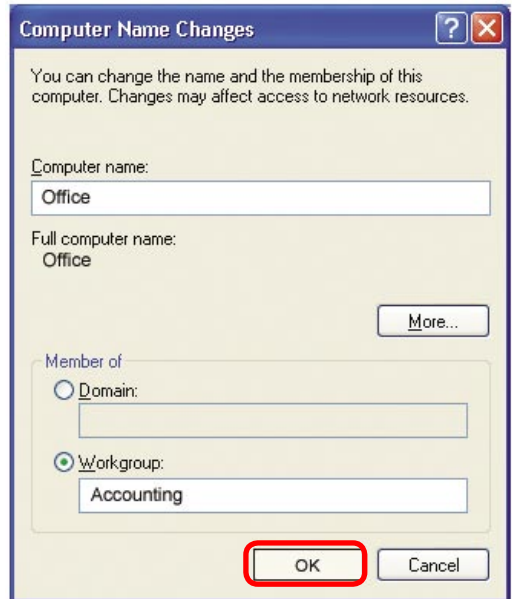 Computer Name Changes
You can change the name and the membership of this
computer. Changes may affect access to network resources.
Computer name:
Office
Full computer name:
Office
More...
Member of
Domain:
Workgroup:
Accounting
OK Cancel